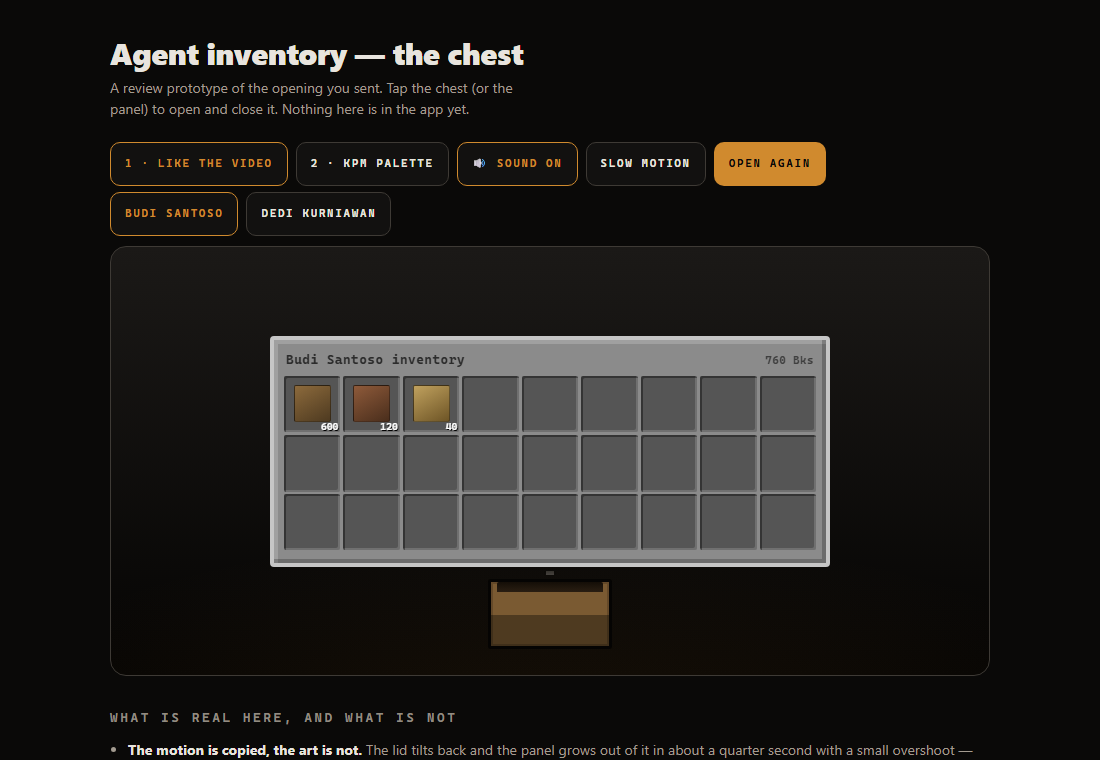 Agent inventory — the chest
A review prototype of the opening you sent. Tap the chest (or the
panel) to open and close it. Nothing here is in the app yet.
1 · LIKE THE VIDEO
2 · KPM PALETTE
🔊 SOUND ON
SLOW MOTION
OPEN AGAIN
BUDI SANTOSO
DEDI KURNIAWAN
Budi Santoso inventory
760 Bks
600
120
40
WHAT IS REAL HERE, AND WHAT IS NOT
• The motion is copied, the art is not. The lid tilts back and the panel grows out of it in about a quarter second with a small overshoot —